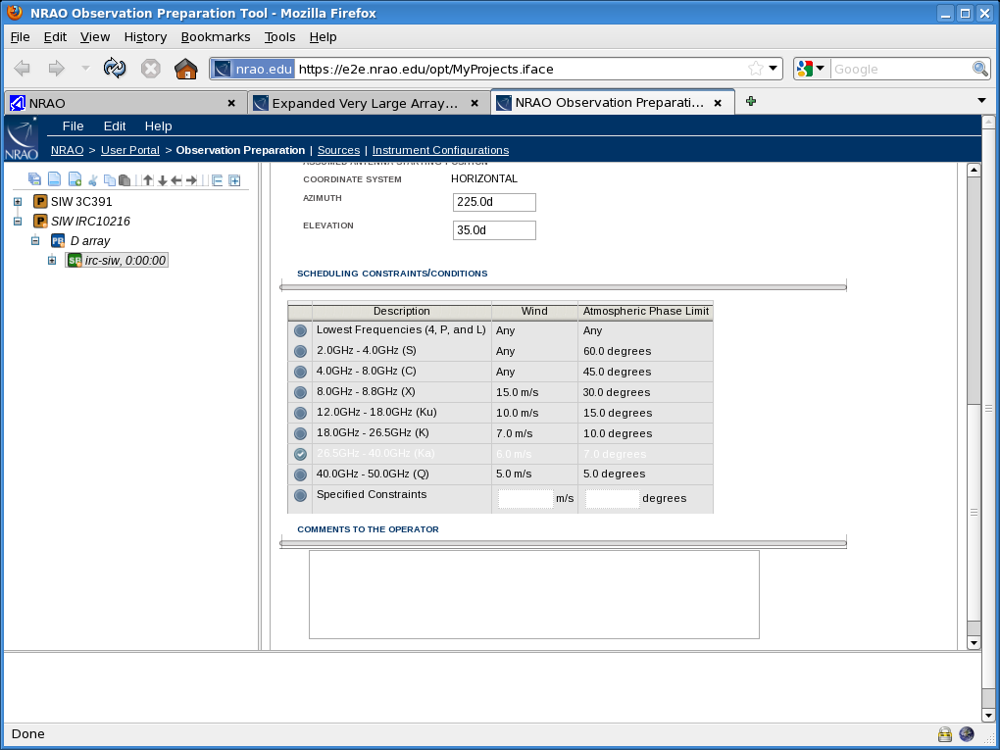 NRAO Observation Preparation Tool - Mozilla Firefox
File Edit View History Bookmarks Tools Help
nrao.edu https://e2e.nrao.edu/opt/MyProjects.iface Google
NRAO Expanded Very Large Array... NRAO Observation Preparati...
File Edit Help
NRAO
NRAO > User Portal > Observation Preparation | Sources | Instrument Configurations
ASSUMED ANTENNA STARTING POSITION
COORDINATE SYSTEM HORIZONTAL
AZIMUTH 225.0d
ELEVATION 35.0d
P SIW 3C391
P SIW IRC10216
PB D array
SB irc-siw, 0:00:00
SCHEDULING CONSTRAINTS/CONDITIONS
Description Wind Atmospheric Phase Limit
Lowest Frequencies (4, P, and L) Any Any
2.0GHz - 4.0GHz (S) Any 60.0 degrees
4.0GHz - 8.0GHz (C) Any 45.0 degrees
8.0GHz - 8.8GHz (X) 15.0 m/s 30.0 degrees
12.0GHz - 18.0GHz (Ku) 10.0 m/s 15.0 degrees
18.0GHz - 26.5GHz (K) 7.0 m/s 10.0 degrees
26.5GHz - 40.0GHz (Ka) 6.0 m/s 7.0 degrees
40.0GHz - 50.0GHz (Q) 5.0 m/s 5.0 degrees
Specified Constraints m/s degrees
COMMENTS TO THE OPERATOR
Done